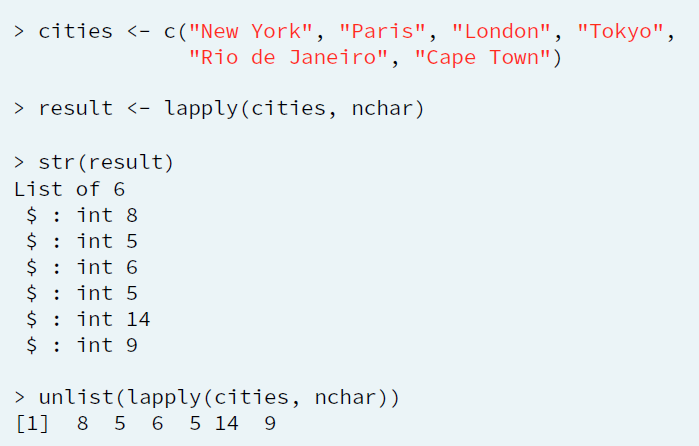 > cities <- c("New York", "Paris", "London", "Tokyo",
"Rio de Janeiro", "Cape Town")
> result <- lapply(cities, nchar)
> str(result)
List of 6
$ : int 8
$ : int 5
$ : int 6
$ : int 5
$ : int 14
$ : int 9
> unlist(lapply(cities, nchar))
[1]  8  5  6  5 14  9